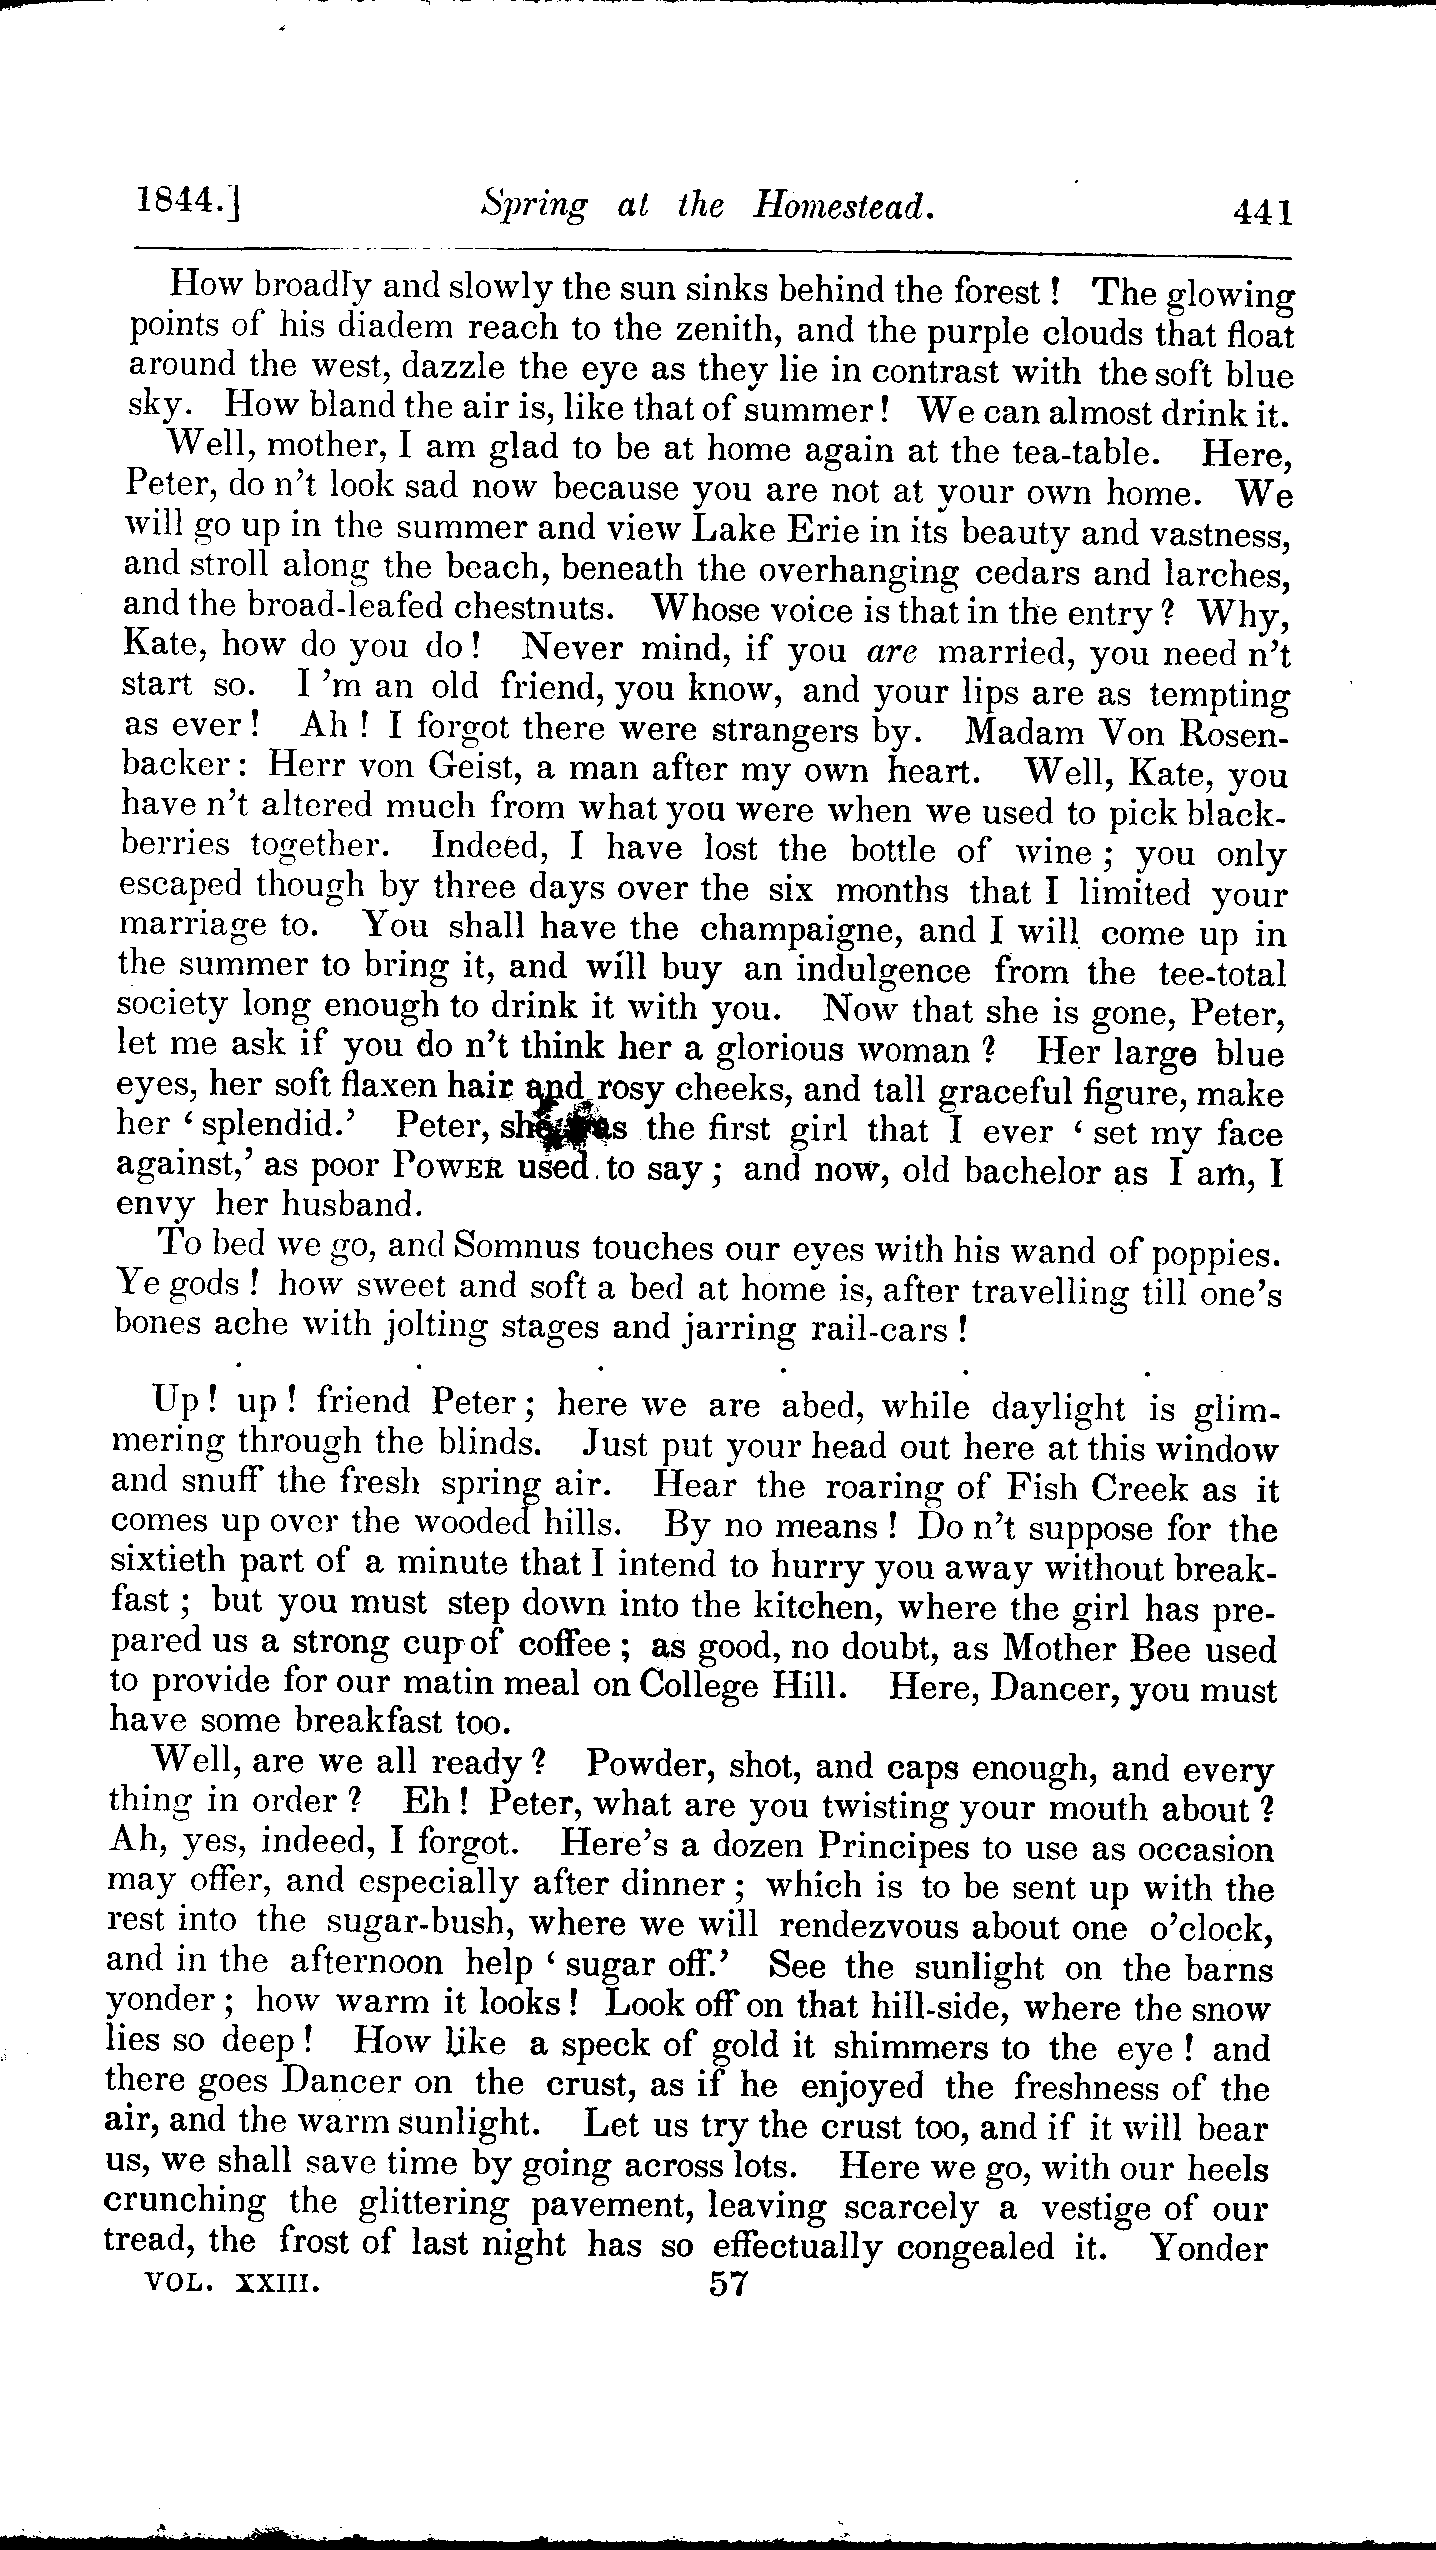 1844.] Spring at the Homestead. 441
How broadly and slowly the sun sinks behind the forest ! The glowing
points of his diadem reach to the zenith, and the purple clouds that float
around the west, dazzle the eye as they lie in contrast with the soft blue
sky. How bland the air is, like that of summer! We can almost drink it.
Well, mother, I am glad to be at home again at the tea-table. Here,
Peter, do n't look sad now because you are not at your own home. We
will go up in the summer and view Lake Erie in its beauty and vastness,
and stroll along the beach, beneath the overhanging cedars and larches,
and the broad-leafed chestnuts. Whose voice is that in the entry ? Why,
Kate, how do you do ! Never mind, if you are married, you need n't
start so. I 'm an old friend, you know, and your lips are as tempting
as ever ! Ah ! I forgot there were strangers by. Madam Von Rosen-
backer : Herr von Geist, a man after my own heart. Well, Kate, you
have n't altered much from what you were when we used to pick black-
berries together. Indeed, I have lost the bottle of wine ; you only
escaped though by three days over the six months that I limited your
marriage to. You shall have the champaigne, and I will come up in
the summer to bring it, and will buy an indulgence from the tee-total
society long enough to drink it with you. Now that she is gone, Peter,
let me ask if you do n't think her a glorious woman ? Her large blue
eyes, her soft flaxen hair and rosy cheeks, and tall graceful figure, make
her ‘ splendid.’ Peter, she was the first girl that I ever ‘ set my face
against,’ as poor POWER used to say ; and now, old bachelor as I am, I
envy her husband.
To bed we go, and Somnus touches our eyes with his wand of poppies.
Ye gods ! how sweet and soft a bed at home is, after travelling till one's
bones ache with jolting stages and jarring rail-cars !
. . . . . .
Up ! up ! friend Peter ; here we are abed, while daylight is glim-
mering through the blinds. Just put your head out here at this window
and snuff the fresh spring air. Hear the roaring of Fish Creek as it
comes up over the wooded hills. By no means ! Do n't suppose for the
sixtieth part of a minute that I intend to hurry you away without break-
fast ; but you must step down into the kitchen, where the girl has pre-
pared us a strong cup of coffee ; as good, no doubt, as Mother Bee used
to provide for our matin meal on College Hill. Here, Dancer, you must
have some breakfast too.
Well, are we all ready ? Powder, shot, and caps enough, and every
thing in order ? Eh ! Peter, what are you twisting your mouth about ?
Ah, yes, indeed, I forgot. Here's a dozen Principes to use as occasion
may offer, and especially after dinner ; which is to be sent up with the
rest into the sugar-bush, where we will rendezvous about one o'clock,
and in the afternoon help ‘ sugar off.’ See the sunlight on the barns
yonder ; how warm it looks ! Look off on that hill-side, where the snow
lies so deep ! How like a speck of gold it shimmers to the eye ! and
there goes Dancer on the crust, as if he enjoyed the freshness of the
air, and the warm sunlight. Let us try the crust too, and if it will bear
us, we shall save time by going across lots. Here we go, with our heels
crunching the glittering pavement, leaving scarcely a vestige of our
tread, the frost of last night has so effectually congealed it. Yonder
VOL. XXIII. 57